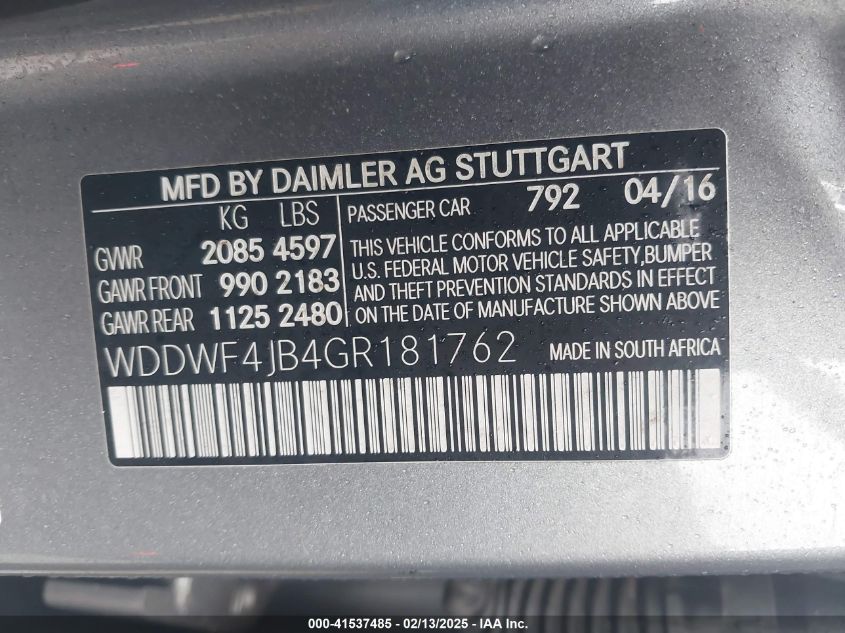 MFD BY DAIMLER AG STUTTGART
KG LBS
GVWR 2085 4597
GAWR FRONT 990 2183
GAWR REAR 1125 2480
PASSENGER CAR 792 04/16
THIS VEHICLE CONFORMS TO ALL APPLICABLE
U.S. FEDERAL MOTOR VEHICLE SAFETY,BUMPER
AND THEFT PREVENTION STANDARDS IN EFFECT
ON THE DATE OF MANUFACTURE SHOWN ABOVE
WDDWF4JB4GR181762 MADE IN SOUTH AFRICA
000-41537485 - 02/13/2025 - IAA Inc.